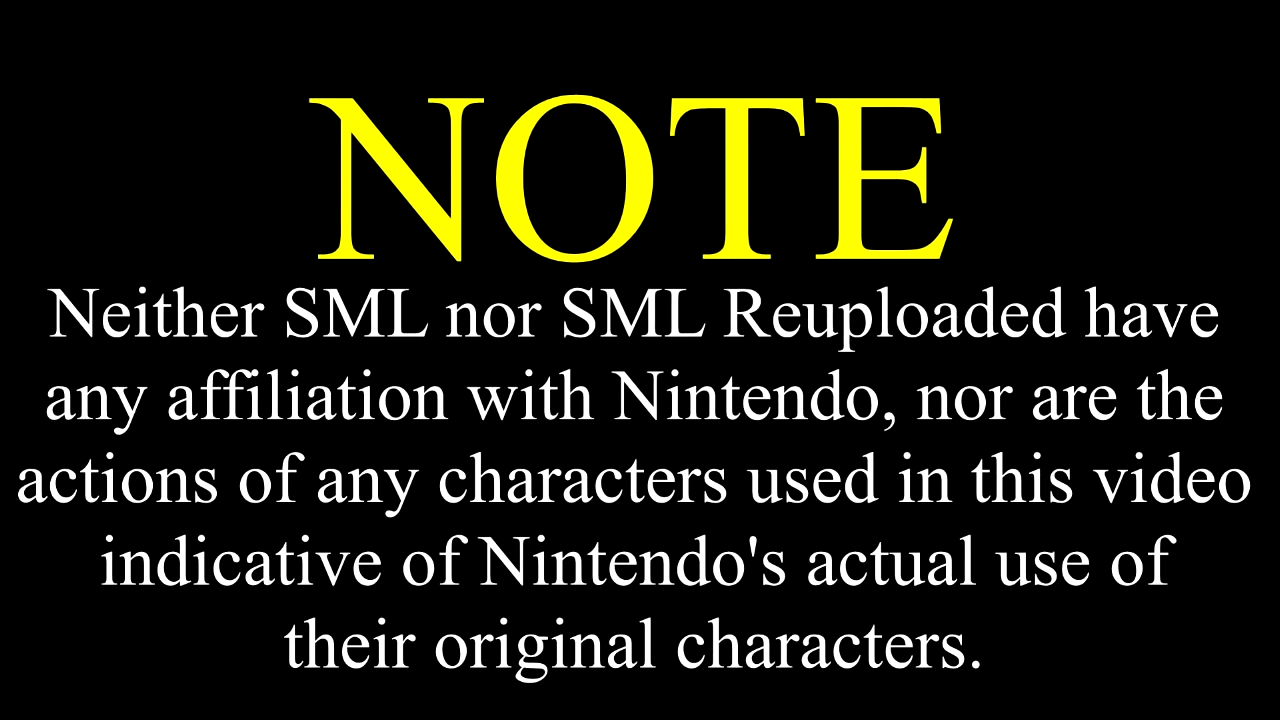 NOTE
Neither SML nor SML Reuploaded have
any affiliation with Nintendo, nor are the
actions of any characters used in this video
indicative of Nintendo's actual use of
their original characters.